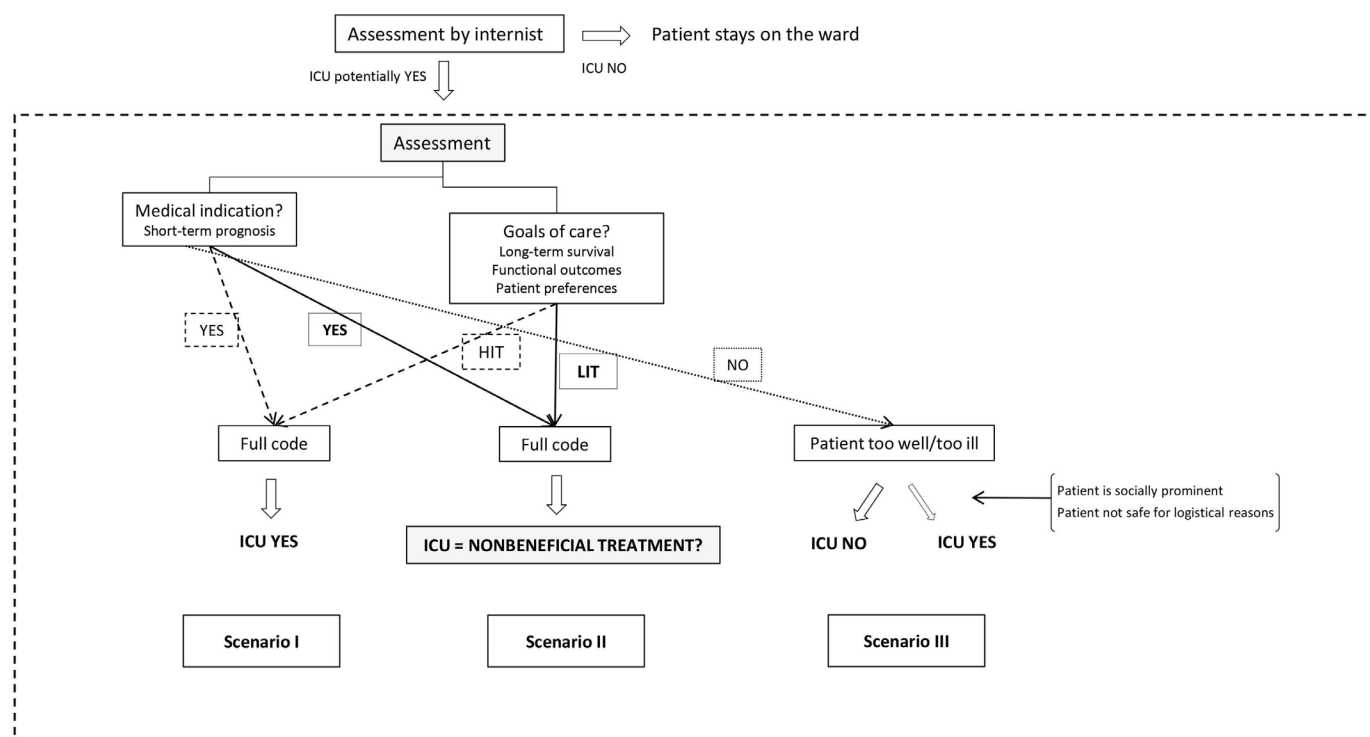 Assessment by internist
Patient stays on the ward
ICU potentially YES
ICU NO
Assessment
Medical indication?
Short-term prognosis
Goals of care?
Long-term survival
Functional outcomes
Patient preferences
YES
YES
HIT
LIT
NO
Full code
Full code
Patient too well/too ill
Patient is socially prominent
Patient not safe for logistical reasons
ICU YES
ICU = NONBENEFICIAL TREATMENT?
ICU NO
ICU YES
Scenario I
Scenario II
Scenario III